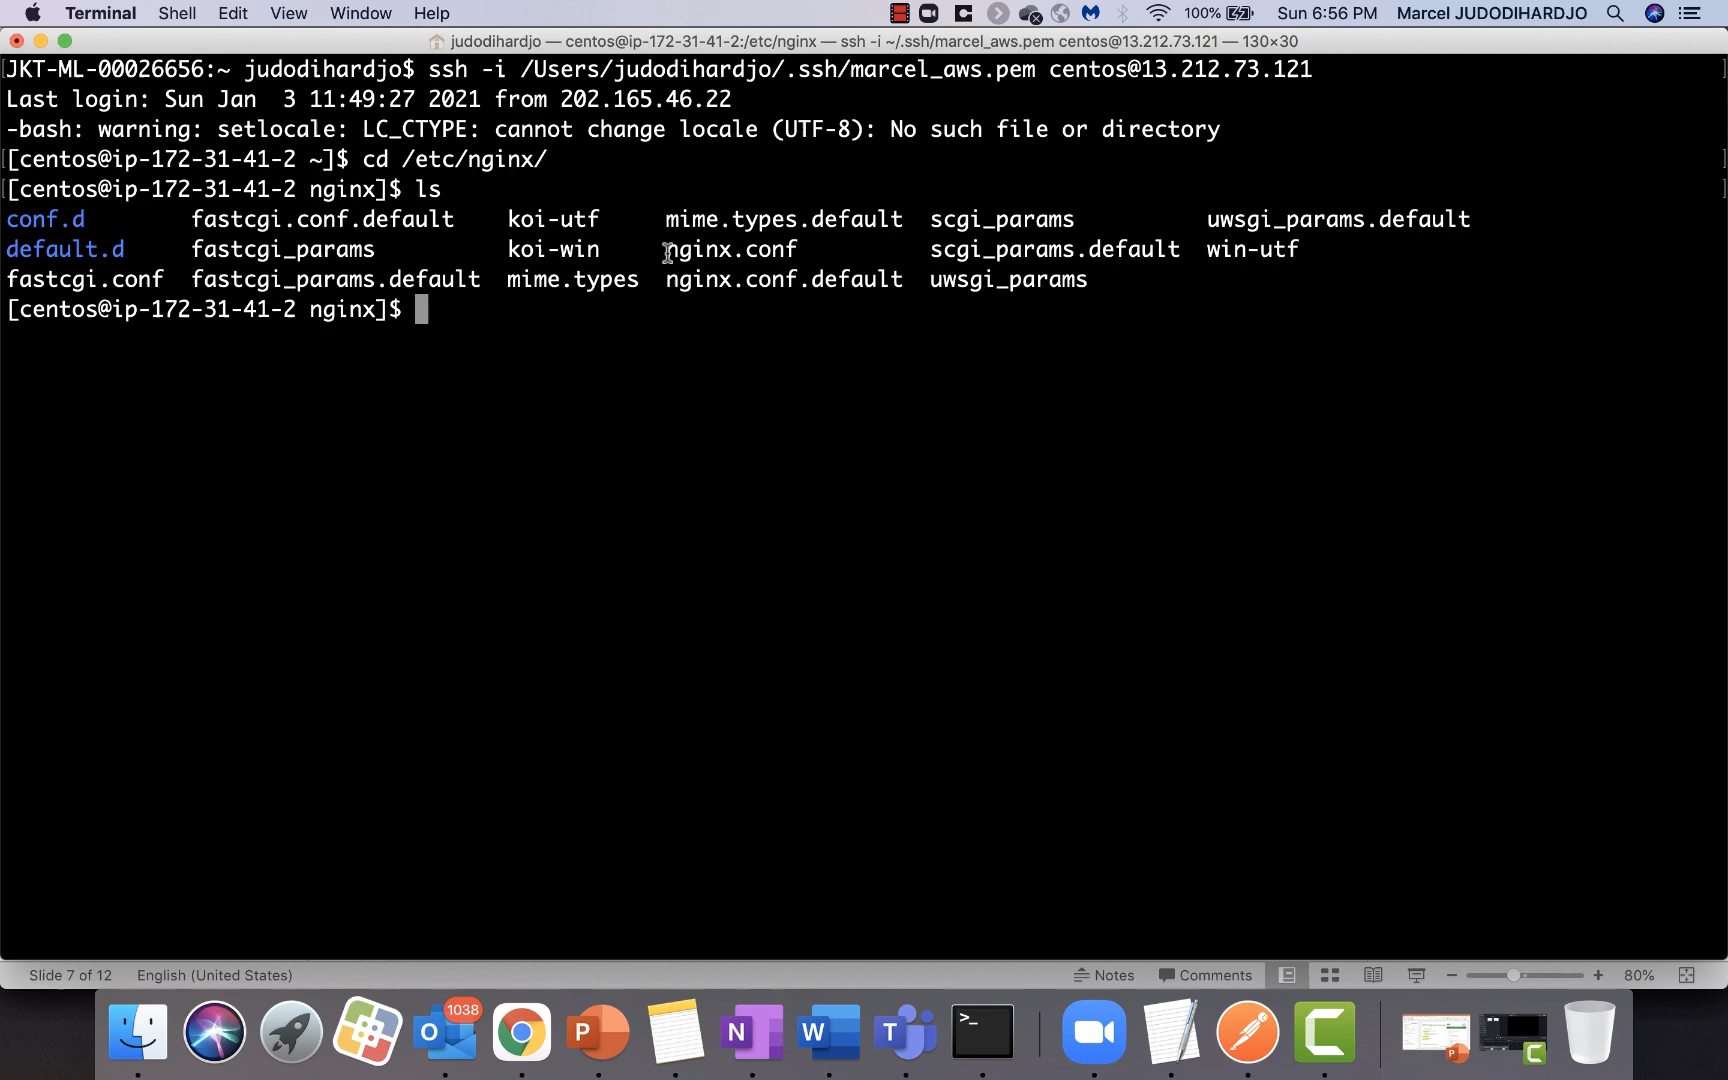 Terminal Shell Edit View Window Help 100% Sun 6:56 PM Marcel JUDODIHARDJO
judodihardjo — centos@ip-172-31-41-2:/etc/nginx — ssh -i ~/.ssh/marcel_aws.pem centos@13.212.73.121 — 130×30
[JKT-ML-00026656:~ judodihardjo$ ssh -i /Users/judodihardjo/.ssh/marcel_aws.pem centos@13.212.73.121 ]
Last login: Sun Jan  3 11:49:27 2021 from 202.165.46.22
-bash: warning: setlocale: LC_CTYPE: cannot change locale (UTF-8): No such file or directory
[[centos@ip-172-31-41-2 ~]$ cd /etc/nginx/ ]
[[centos@ip-172-31-41-2 nginx]$ ls ]
conf.d fastcgi.conf.default koi-utf mime.types.default scgi_params uwsgi_params.default
default.d fastcgi_params koi-win nginx.conf scgi_params.default win-utf
fastcgi.conf fastcgi_params.default mime.types nginx.conf.default uwsgi_params
[centos@ip-172-31-41-2 nginx]$
Slide 7 of 12 English (United States) Notes Comments − + 80%
O 1038 P N W T >_ C
P C